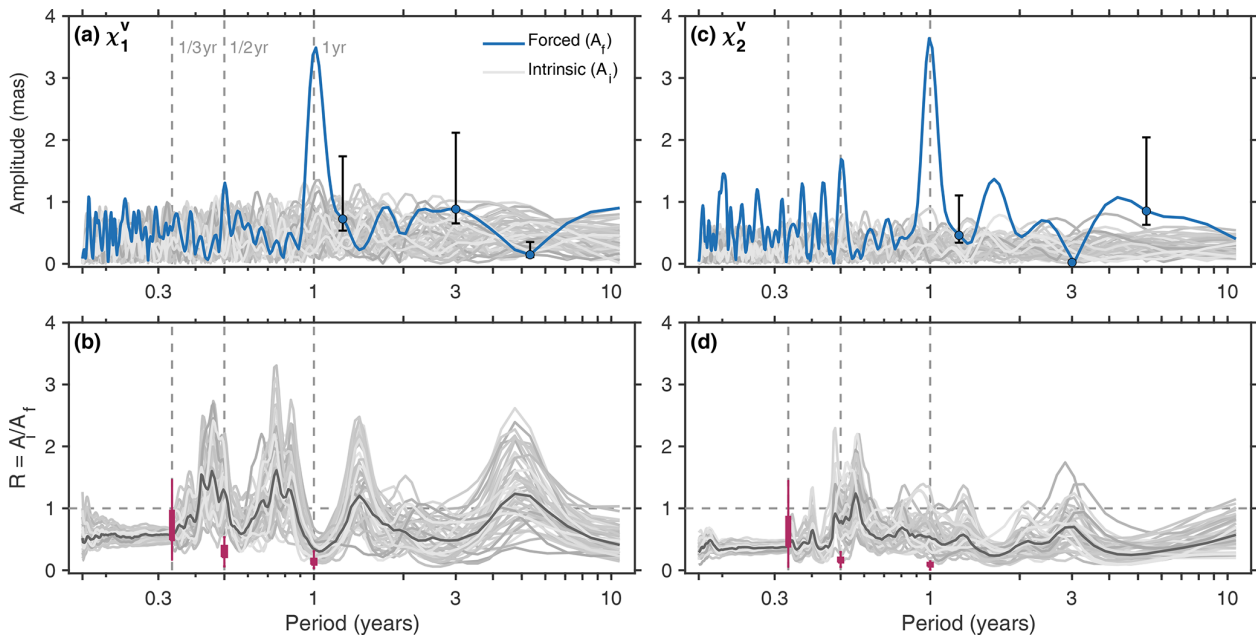 (a) χ₁ᵛ
1/3yr 1/2yr 1yr
Forced (A_f)
Intrinsic (A_i)
Amplitude (mas)
4
3
2
1
0
0.3 1 3 10
(c) χ₂ᵛ
4
3
2
1
0
0.3 1 3 10
(b)
R = A_i/A_f
4
3
2
1
0
0.3 1 3 10
Period (years)
(d)
4
3
2
1
0
0.3 1 3 10
Period (years)